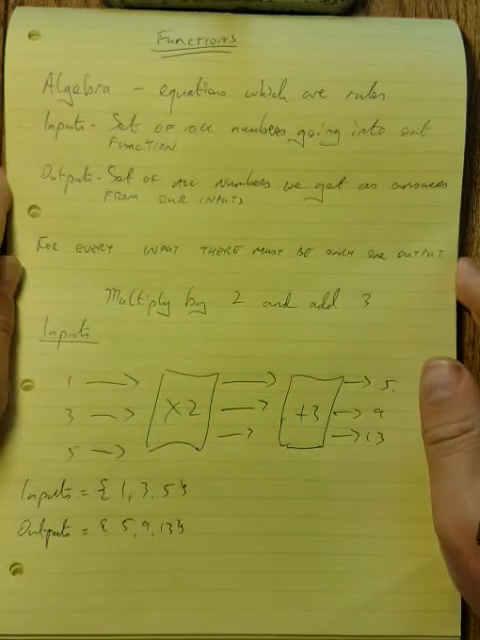 FUNCTIONS
Algebra - equations which are rules
Inputs - Set of all numbers going into our
FUNCTION
Outputs - Set of all numbers we get as answers
FROM OUR INPUTS
FOR EVERY INPUT THERE MUST BE ONLY ONE OUTPUT
Multiply by 2 and add 3
Inputs
1 → ×2 → +3 → 5.
3 → → → 9
5 → → → 13
Inputs = { 1, 3, 5 }
Outputs = { 5, 9, 13 }